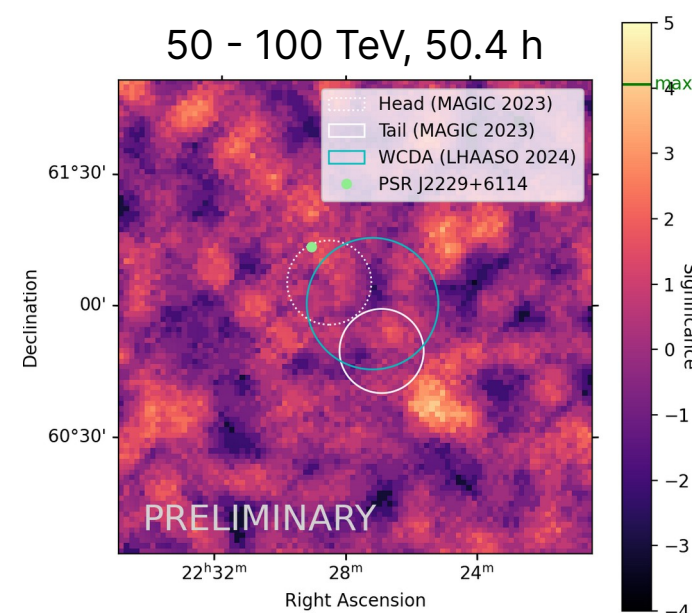 50 - 100 TeV, 50.4 h
Head (MAGIC 2023)
Tail (MAGIC 2023)
WCDA (LHAASO 2024)
PSR J2229+6114
61°30'
00'
60°30'
Declination
PRELIMINARY
22ʰ32ᵐ 28ᵐ 24ᵐ
Right Ascension
5
max
4
3
2
1
0
−1
−2
−3
−4
Significance